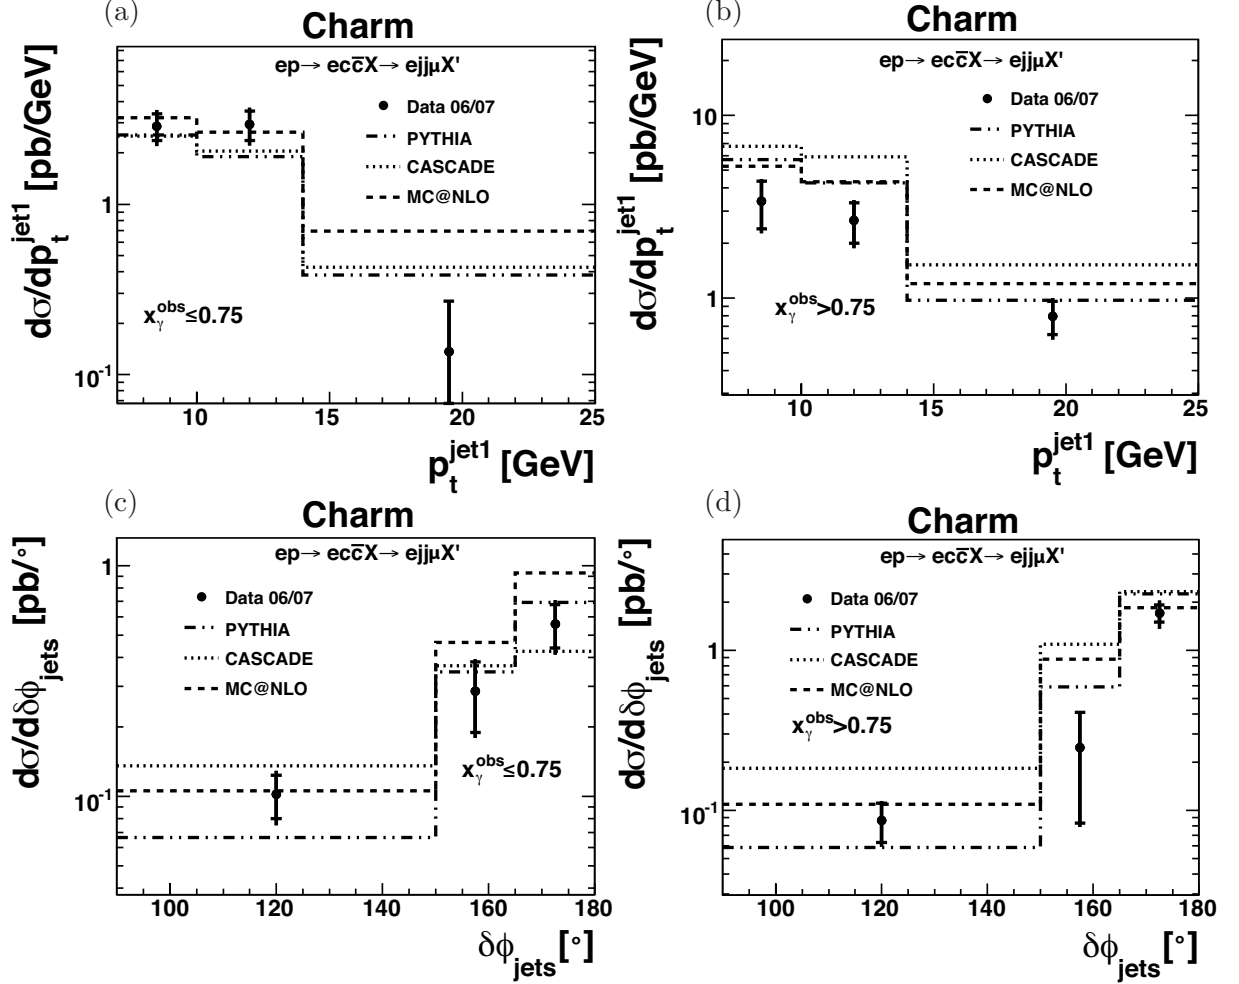 (a)
Charm
ep→ ecc̅X→ ejjμX'
Data 06/07
PYTHIA
CASCADE
MC@NLO
x_γ^obs ≤0.75
dσ/dp_t^jet1 [pb/GeV]
1
10^-1
10 15 20 25
p_t^jet1 [GeV]
(b)
Charm
ep→ ecc̅X→ ejjμX'
Data 06/07
PYTHIA
CASCADE
MC@NLO
x_γ^obs >0.75
dσ/dp_t^jet1 [pb/GeV]
10
1
10 15 20 25
p_t^jet1 [GeV]
(c)
Charm
ep→ ecc̅X→ ejjμX'
Data 06/07
PYTHIA
CASCADE
MC@NLO
x_γ^obs ≤0.75
dσ/dδϕ_jets [pb/°]
1
10^-1
100 120 140 160 180
δϕ_jets [°]
(d)
Charm
ep→ ecc̅X→ ejjμX'
Data 06/07
PYTHIA
CASCADE
MC@NLO
x_γ^obs >0.75
dσ/dδϕ_jets [pb/°]
1
10^-1
100 120 140 160 180
δϕ_jets [°]